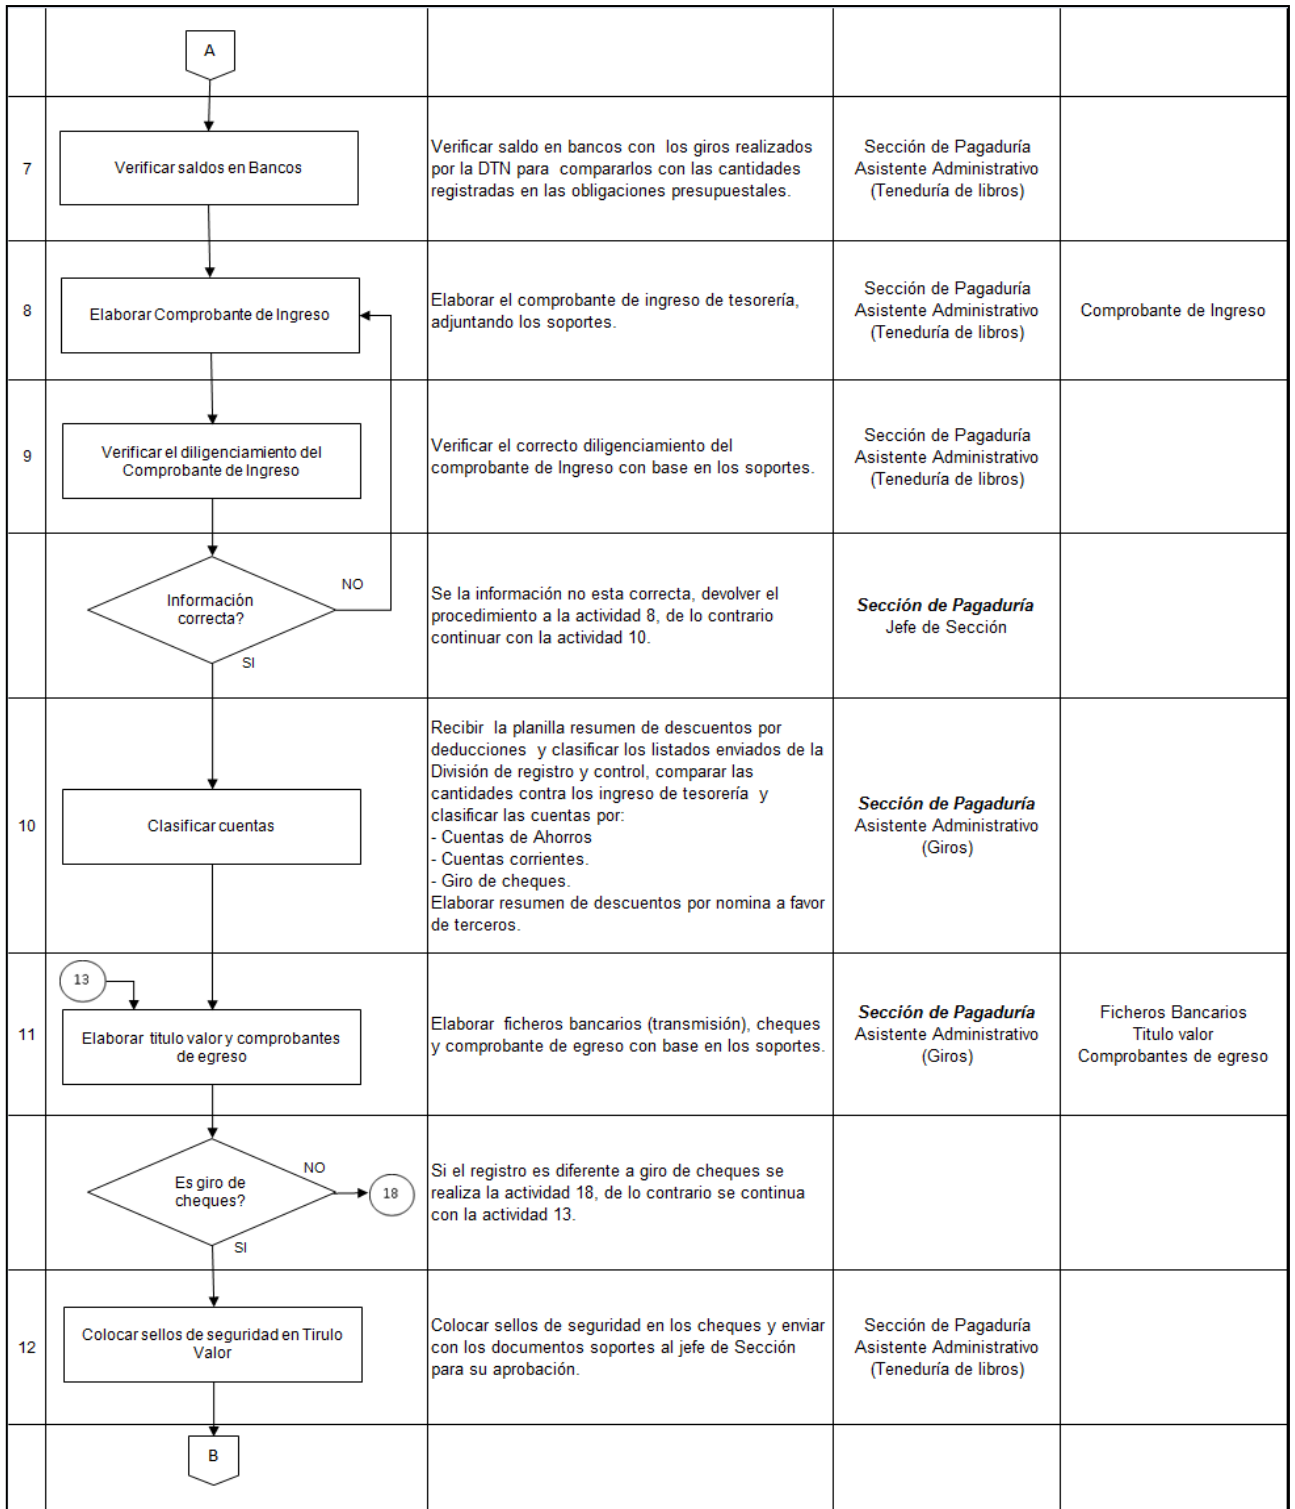 A
7
Verificar saldos en Bancos
Verificar saldo en bancos con los giros realizados
por la DTN para compararlos con las cantidades
registradas en las obligaciones presupuestales.
Sección de Pagaduría
Asistente Administrativo
(Teneduría de libros)
8
Elaborar Comprobante de Ingreso
Elaborar el comprobante de ingreso de tesorería,
adjuntando los soportes.
Sección de Pagaduría
Asistente Administrativo
(Teneduría de libros)
Comprobante de Ingreso
9
Verificar el diligenciamiento del
Comprobante de Ingreso
Verificar el correcto diligenciamiento del
comprobante de Ingreso con base en los soportes.
Sección de Pagaduría
Asistente Administrativo
(Teneduría de libros)
Información
correcta?
NO
SI
Se la información no esta correcta, devolver el
procedimiento a la actividad 8, de lo contrario
continuar con la actividad 10.
Sección de Pagaduría
Jefe de Sección
10
Clasificar cuentas
Recibir la planilla resumen de descuentos por
deducciones y clasificar los listados enviados de la
División de registro y control, comparar las
cantidades contra los ingreso de tesorería y
clasificar las cuentas por:
- Cuentas de Ahorros
- Cuentas corrientes.
- Giro de cheques.
Elaborar resumen de descuentos por nomina a favor
de terceros.
Sección de Pagaduría
Asistente Administrativo
(Giros)
13
11
Elaborar titulo valor y comprobantes
de egreso
Elaborar ficheros bancarios (transmisión), cheques
y comprobante de egreso con base en los soportes.
Sección de Pagaduría
Asistente Administrativo
(Giros)
Ficheros Bancarios
Titulo valor
Comprobantes de egreso
Es giro de
cheques?
NO
18
SI
Si el registro es diferente a giro de cheques se
realiza la actividad 18, de lo contrario se continua
con la actividad 13.
12
Colocar sellos de seguridad en Tirulo
Valor
Colocar sellos de seguridad en los cheques y enviar
con los documentos soportes al jefe de Sección
para su aprobación.
Sección de Pagaduría
Asistente Administrativo
(Teneduría de libros)
B